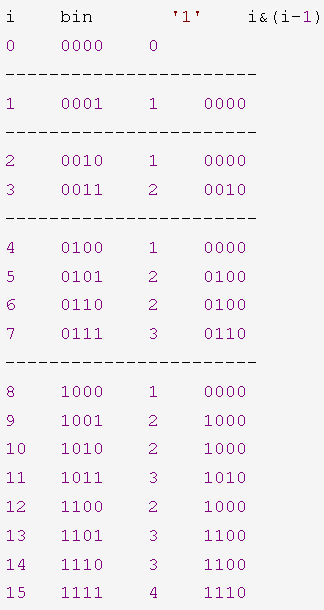 i    bin       '1'    i&(i-1)
0    0000    0
-----------------------
1    0001    1    0000
-----------------------
2    0010    1    0000
3    0011    2    0010
-----------------------
4    0100    1    0000
5    0101    2    0100
6    0110    2    0100
7    0111    3    0110
-----------------------
8    1000    1    0000
9    1001    2    1000
10   1010    2    1000
11   1011    3    1010
12   1100    2    1000
13   1101    3    1100
14   1110    3    1100
15   1111    4    1110